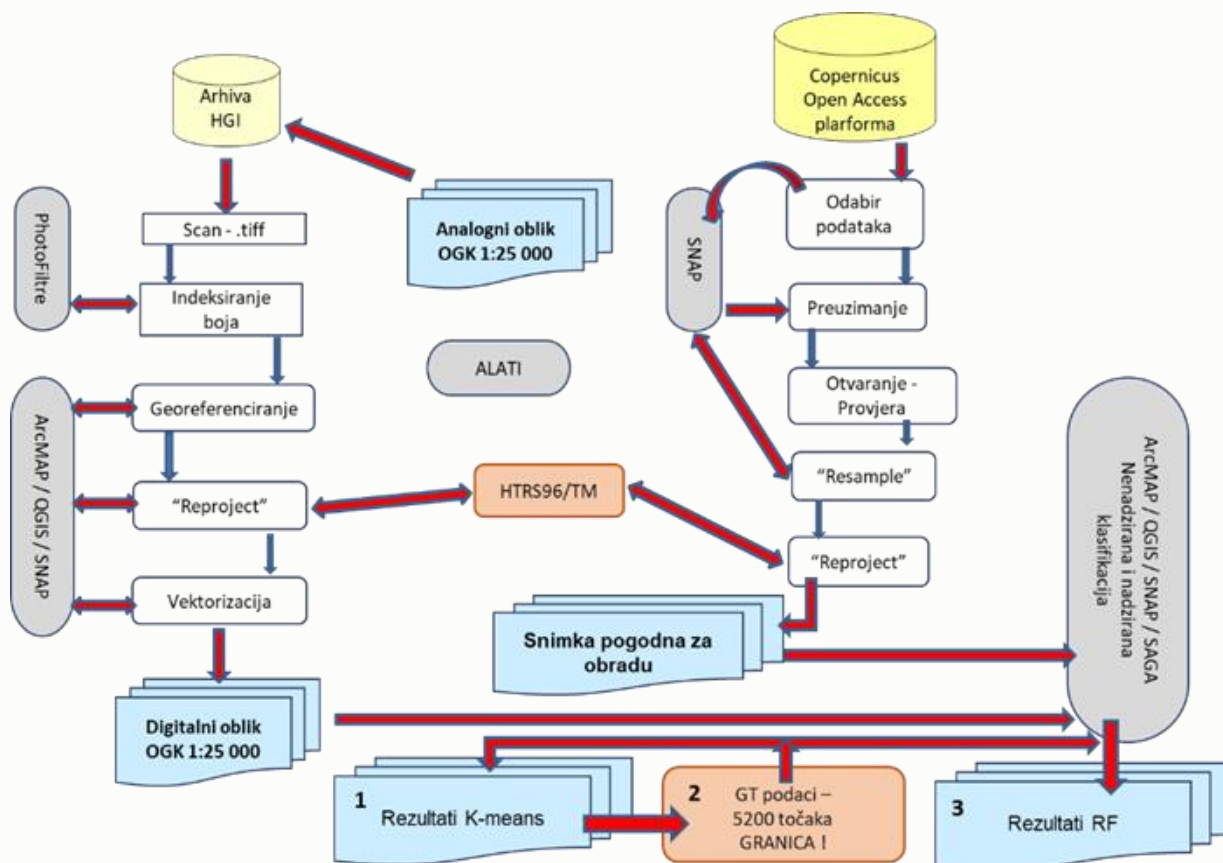 Arhiva
HGI
Copernicus
Open Access
plarforma
PhotoFiltre
Scan - .tiff
Analogni oblik
OGK 1:25 000
SNAP
Odabir
podataka
Indeksiranje
boja
Preuzimanje
ALATI
Georeferenciranje
Otvaranje -
Provjera
ArcMAP / QGIS / SNAP
"Reproject"
HTRS96/TM
"Resample"
Vektorizacija
"Reproject"
ArcMAP / QGIS / SNAP / SAGA
Nenadzirana i nadzirana
klasifikacija
Snimka pogodna za
obradu
Digitalni oblik
OGK 1:25 000
1
Rezultati K-means
2
GT podaci –
5200 točaka
GRANICA !
3
Rezultati RF